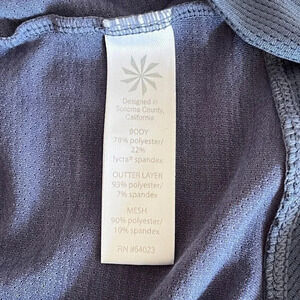 Designed in
Sonoma County,
California
BODY
78% polyester/
22%
lycra® spandex
OUTTER LAYER
93% polyester/
7% spandex
MESH
90% polyester/
10% spandex
RN #64023